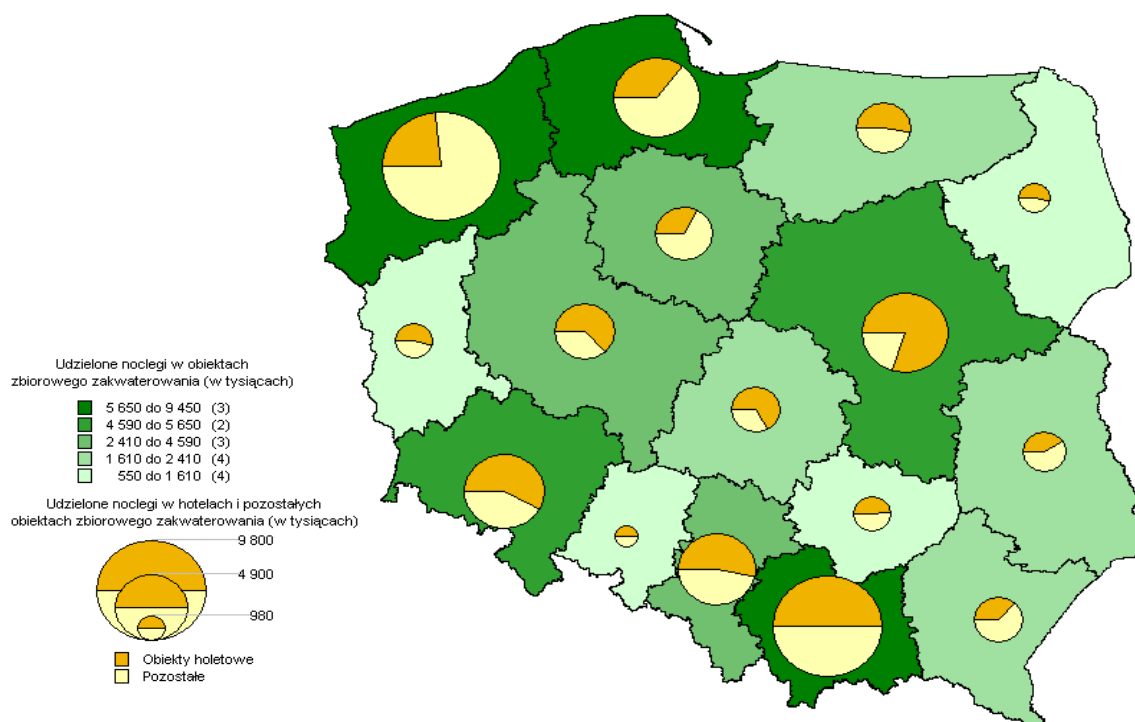 Udzielone noclegi w obiektach
zbiorowego zakwaterowania (w tysiącach)
5 650 do 9 450 (3)
4 590 do 5 650 (2)
2 410 do 4 590 (3)
1 610 do 2 410 (4)
550 do 1 610 (4)
Udzielone noclegi w hotelach i pozostałych
obiektach zbiorowego zakwaterowania (w tysiącach)
9 800
4 900
980
Obiekty holetowe
Pozostałe